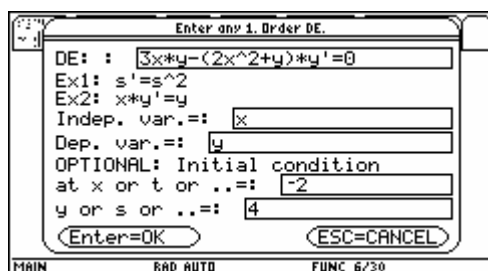 Enter any 1. Order DE.
DE: : 3x*y-(2x^2+y)*y'=0
Ex1: s'=s^2
Ex2: x*y'=y
Indep. var.=: x
Dep. var.=: y
OPTIONAL: Initial condition
at x or t or ..=: -2
y or s or ..=: 4
Enter=OK ESC=CANCEL
MAIN RAD AUTO FUNC 6/30